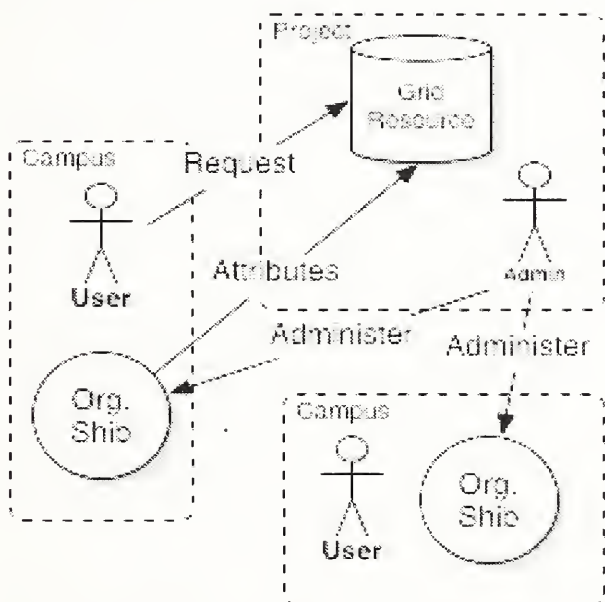 Project
Grid
Resource
Campus
Request
User
Attributes
Admin
Administer
Administer
Org.
Shib
Campus
User
Org.
Shib